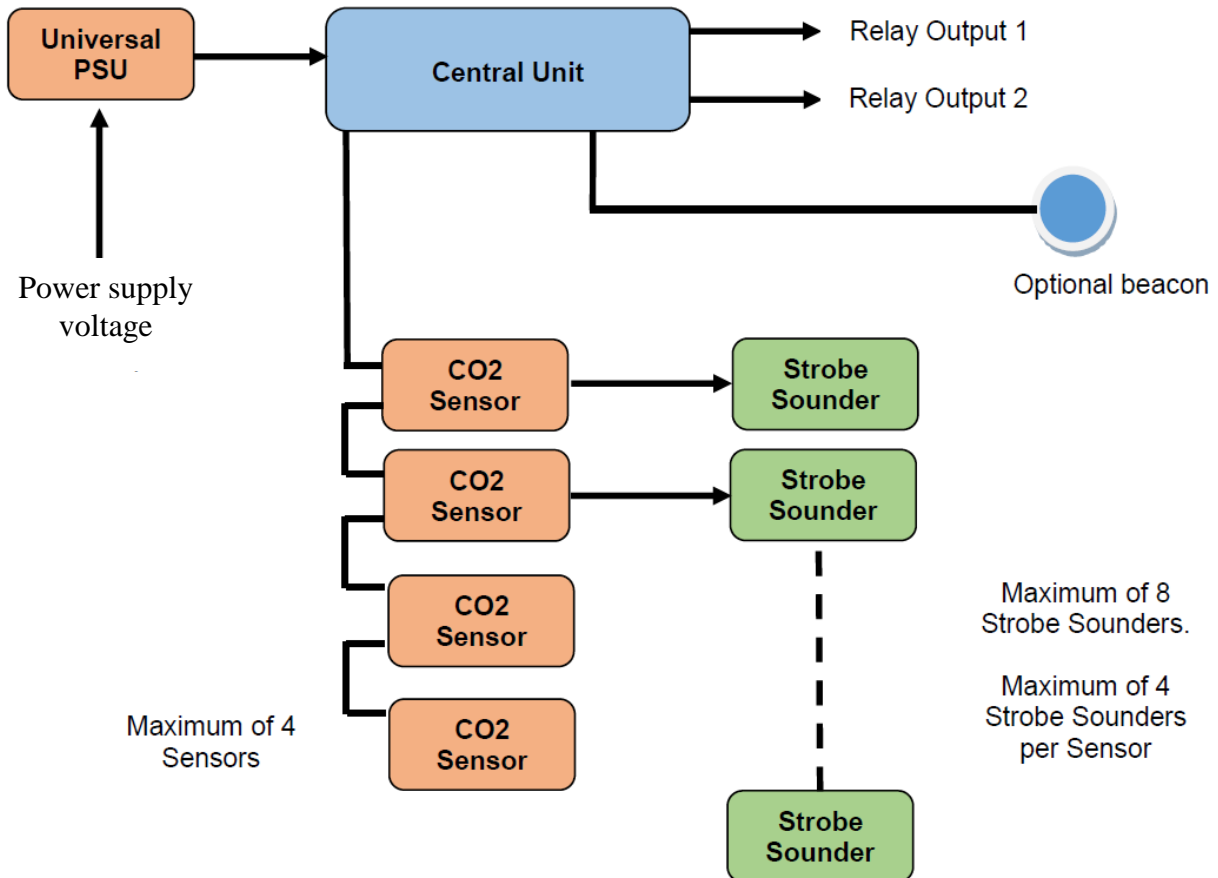 Universal
PSU
Central Unit
Relay Output 1
Relay Output 2
Power supply
voltage
Optional beacon
CO2
Sensor
Strobe
Sounder
CO2
Sensor
Strobe
Sounder
CO2
Sensor
Maximum of 8
Strobe Sounders.
Maximum of 4
Sensors
CO2
Sensor
Maximum of 4
Strobe Sounders
per Sensor
Strobe
Sounder